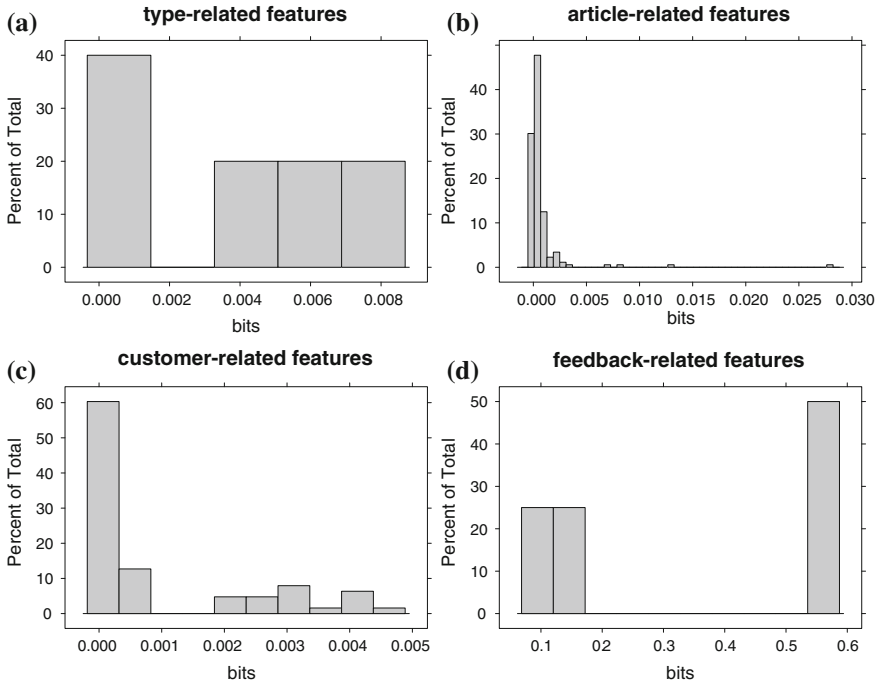 (a)
type-related features
Percent of Total
40
30
20
10
0
0.000 0.002 0.004 0.006 0.008
bits
(b)
article-related features
Percent of Total
40
30
20
10
0
0.000 0.005 0.010 0.015 0.020 0.025 0.030
bits
(c)
customer-related features
Percent of Total
60
50
40
30
20
10
0
0.000 0.001 0.002 0.003 0.004 0.005
bits
(d)
feedback-related features
Percent of Total
50
40
30
20
10
0
0.1 0.2 0.3 0.4 0.5 0.6
bits